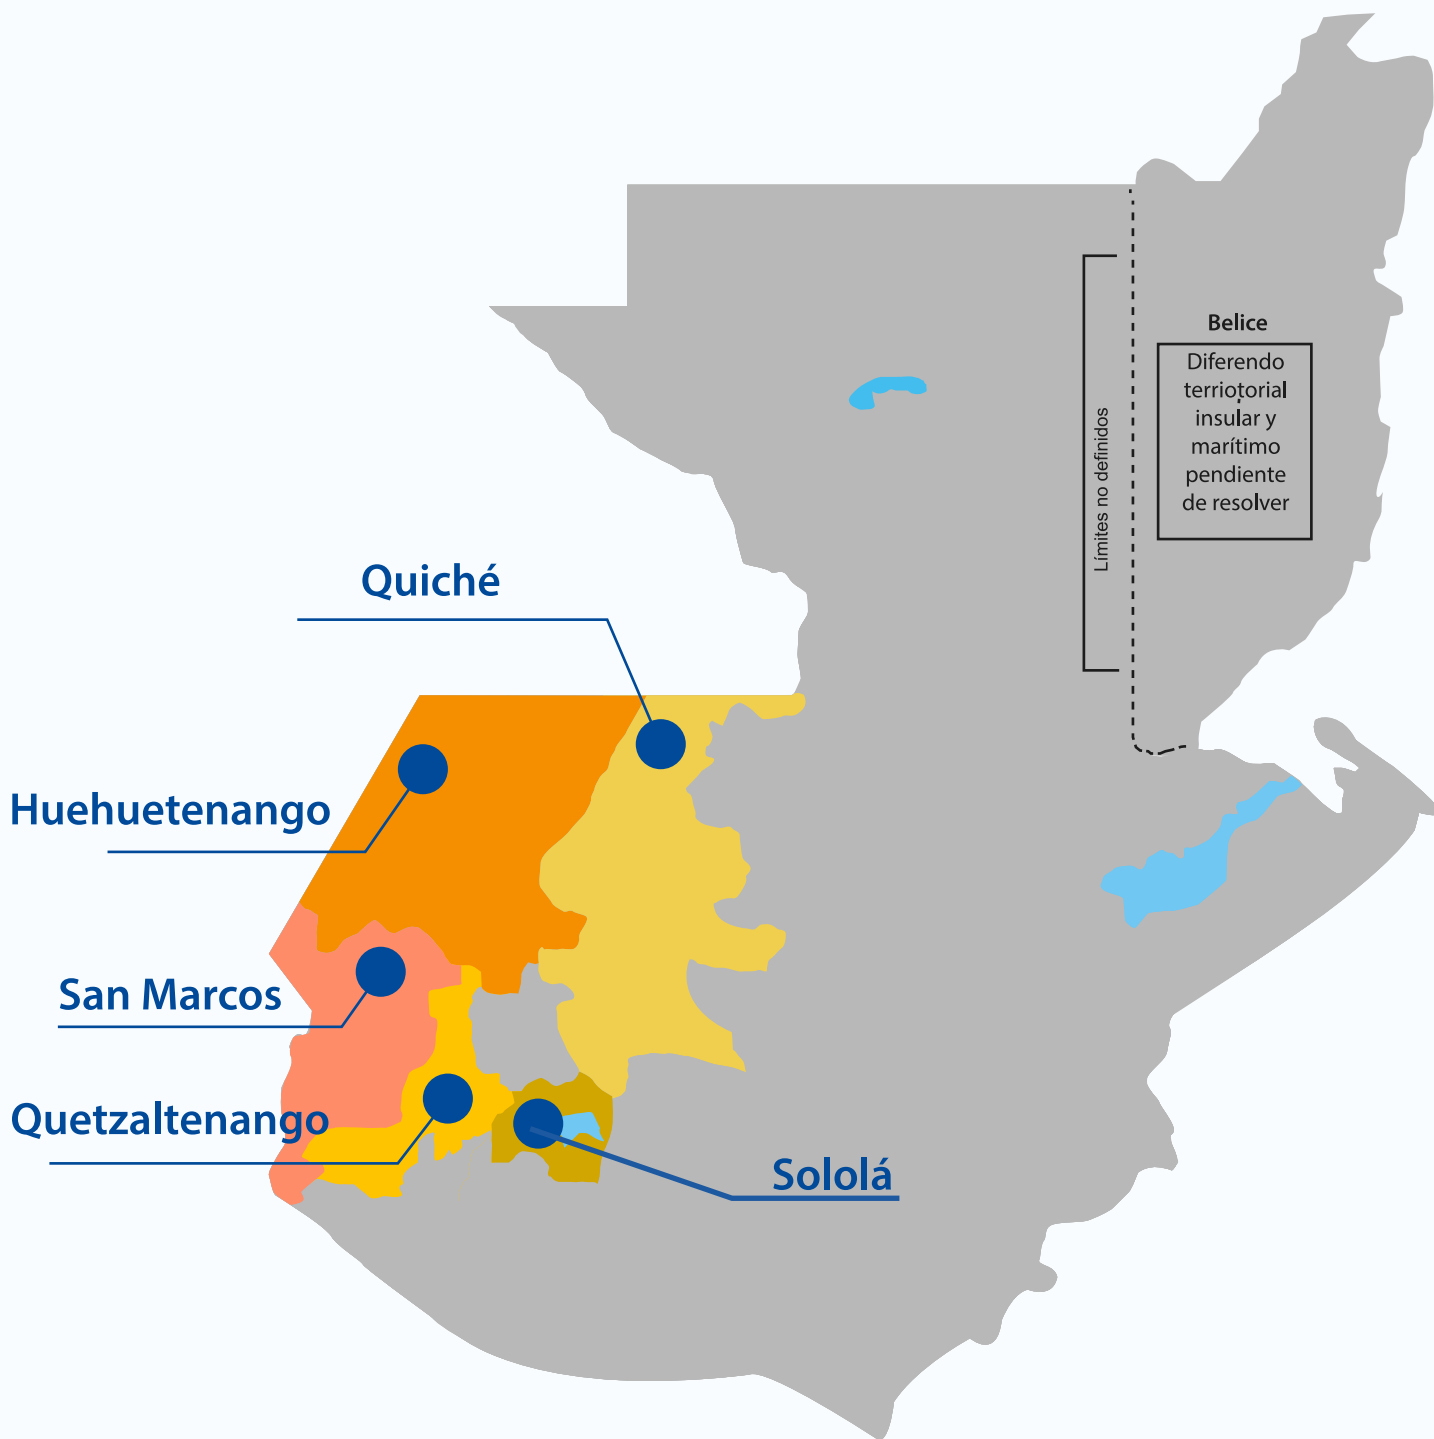 Belice
Diferendo
terriotorial
insular y
marítimo
pendiente
de resolver
Límites no definidos
Quiché
Huehuetenango
San Marcos
Quetzaltenango
Sololá